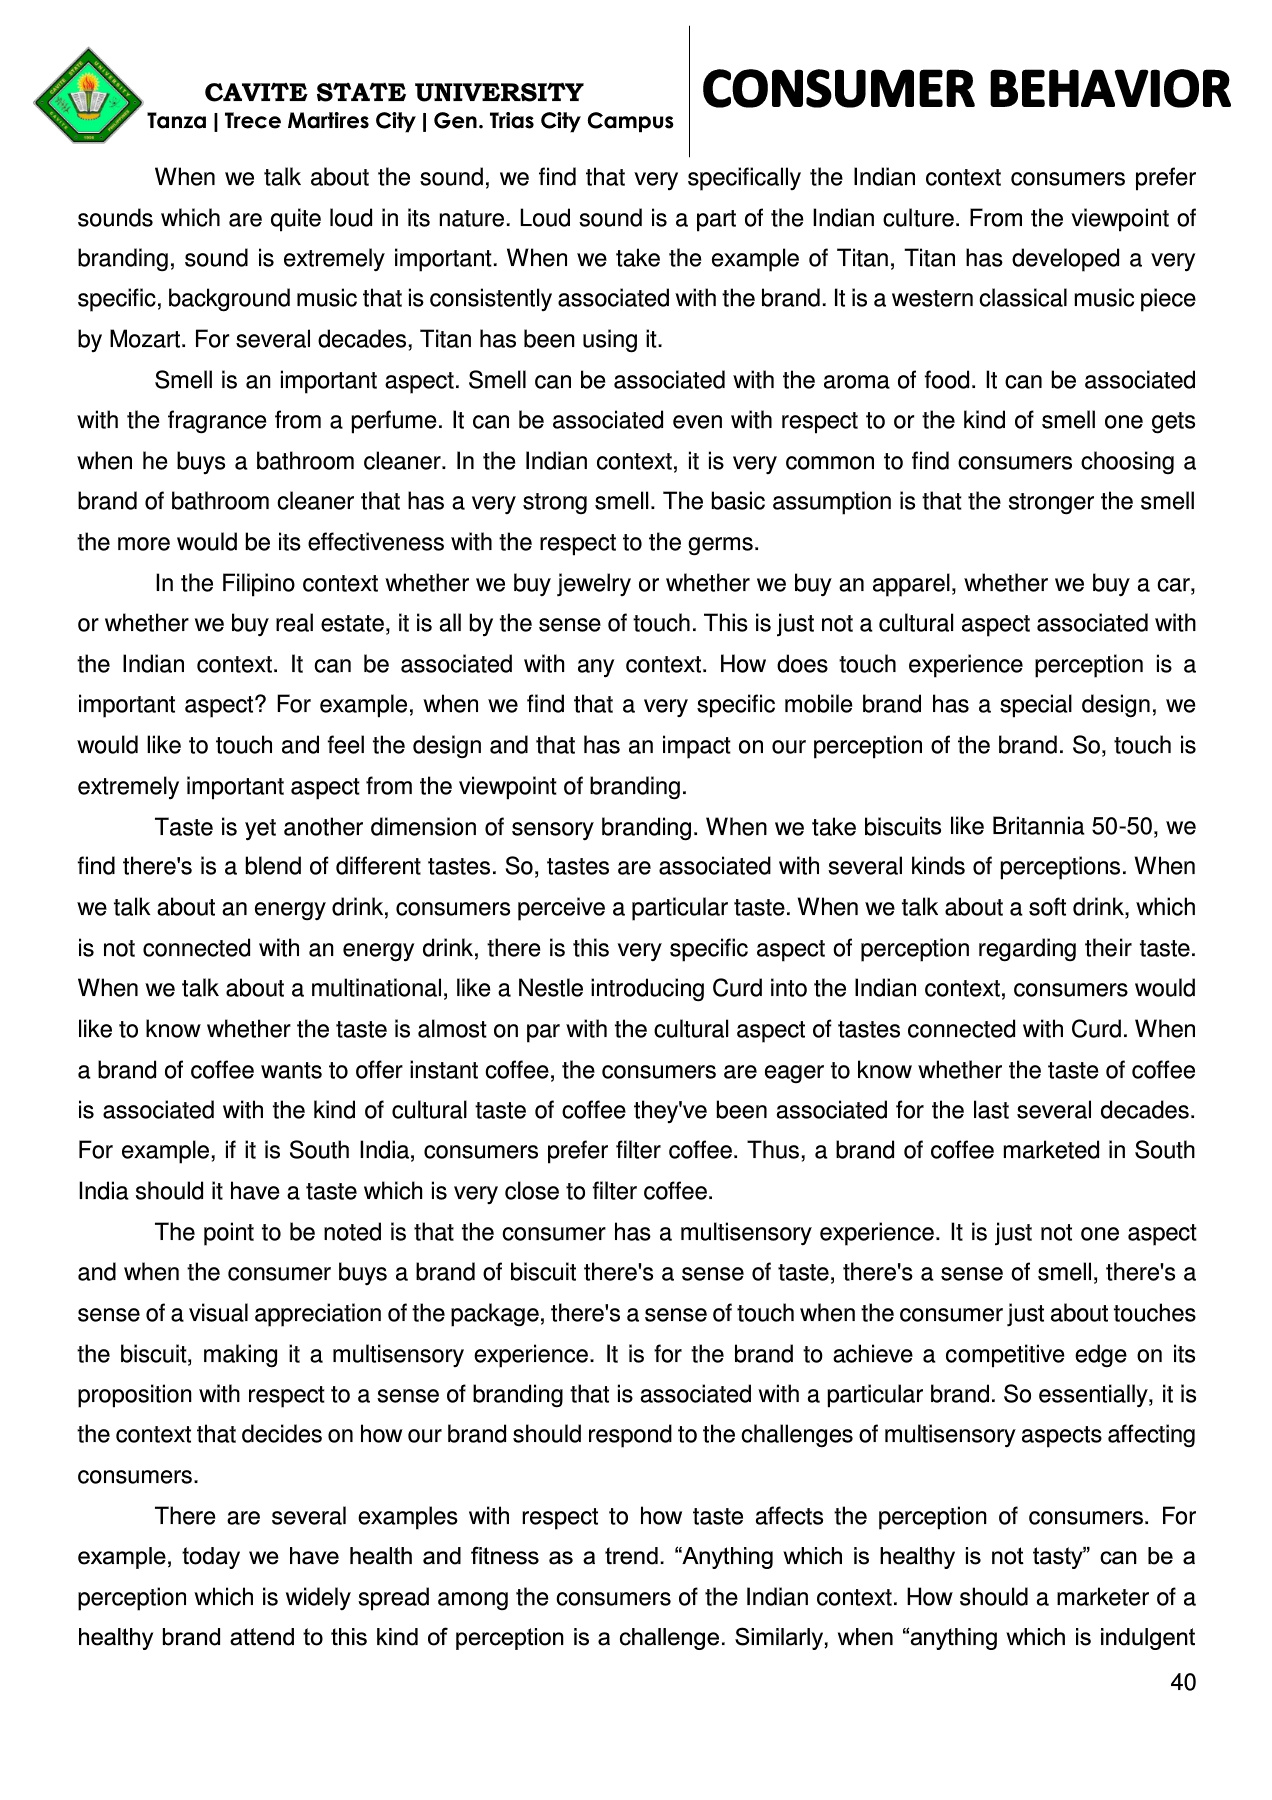 CAVITE STATE UNIVERSITY
Tanza | Trece Martires City | Gen. Trias City Campus
CONSUMER BEHAVIOR
When we talk about the sound, we find that very specifically the Indian context consumers prefer
sounds which are quite loud in its nature. Loud sound is a part of the Indian culture. From the viewpoint of
branding, sound is extremely important. When we take the example of Titan, Titan has developed a very
specific, background music that is consistently associated with the brand. It is a western classical music piece
by Mozart. For several decades, Titan has been using it.
Smell is an important aspect. Smell can be associated with the aroma of food. It can be associated
with the fragrance from a perfume. It can be associated even with respect to or the kind of smell one gets
when he buys a bathroom cleaner. In the Indian context, it is very common to find consumers choosing a
brand of bathroom cleaner that has a very strong smell. The basic assumption is that the stronger the smell
the more would be its effectiveness with the respect to the germs.
In the Filipino context whether we buy jewelry or whether we buy an apparel, whether we buy a car,
or whether we buy real estate, it is all by the sense of touch. This is just not a cultural aspect associated with
the Indian context. It can be associated with any context. How does touch experience perception is a
important aspect? For example, when we find that a very specific mobile brand has a special design, we
would like to touch and feel the design and that has an impact on our perception of the brand. So, touch is
extremely important aspect from the viewpoint of branding.
Taste is yet another dimension of sensory branding. When we take biscuits like Britannia 50-50, we
find there's is a blend of different tastes. So, tastes are associated with several kinds of perceptions. When
we talk about an energy drink, consumers perceive a particular taste. When we talk about a soft drink, which
is not connected with an energy drink, there is this very specific aspect of perception regarding their taste.
When we talk about a multinational, like a Nestle introducing Curd into the Indian context, consumers would
like to know whether the taste is almost on par with the cultural aspect of tastes connected with Curd. When
a brand of coffee wants to offer instant coffee, the consumers are eager to know whether the taste of coffee
is associated with the kind of cultural taste of coffee they've been associated for the last several decades.
For example, if it is South India, consumers prefer filter coffee. Thus, a brand of coffee marketed in South
India should it have a taste which is very close to filter coffee.
The point to be noted is that the consumer has a multisensory experience. It is just not one aspect
and when the consumer buys a brand of biscuit there's a sense of taste, there's a sense of smell, there's a
sense of a visual appreciation of the package, there's a sense of touch when the consumer just about touches
the biscuit, making it a multisensory experience. It is for the brand to achieve a competitive edge on its
proposition with respect to a sense of branding that is associated with a particular brand. So essentially, it is
the context that decides on how our brand should respond to the challenges of multisensory aspects affecting
consumers.
There are several examples with respect to how taste affects the perception of consumers. For
example, today we have health and fitness as a trend. “Anything which is healthy is not tasty” can be a
perception which is widely spread among the consumers of the Indian context. How should a marketer of a
healthy brand attend to this kind of perception is a challenge. Similarly, when “anything which is indulgent
40